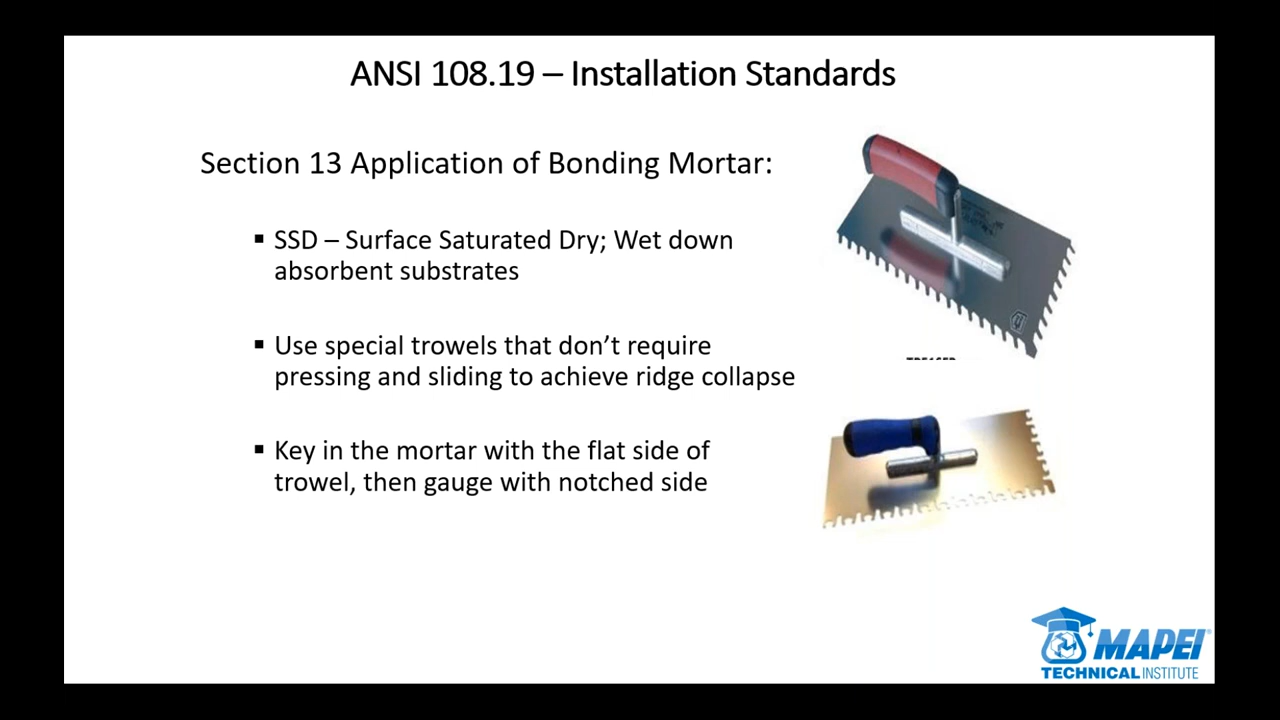 ANSI 108.19 – Installation Standards
Section 13 Application of Bonding Mortar:
▪ SSD – Surface Saturated Dry; Wet down
absorbent substrates
▪ Use special trowels that don’t require
pressing and sliding to achieve ridge collapse
▪ Key in the mortar with the flat side of
trowel, then gauge with notched side
MAPEI®
TECHNICAL INSTITUTE